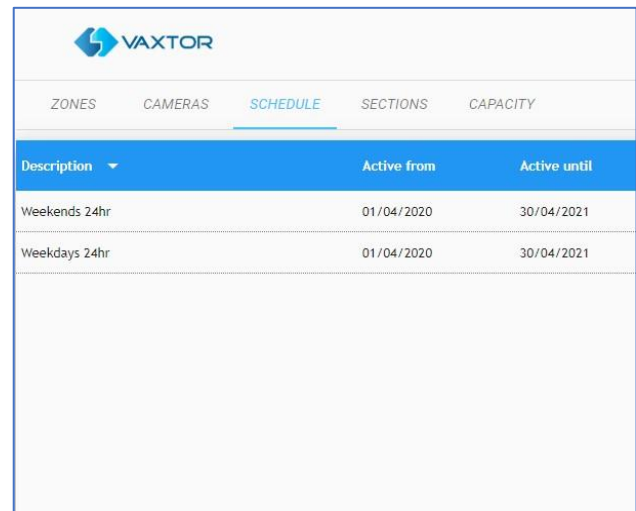 VAXTOR
ZONES CAMERAS SCHEDULE SECTIONS CAPACITY
Description Active from Active until
Weekends 24hr 01/04/2020 30/04/2021
Weekdays 24hr 01/04/2020 30/04/2021